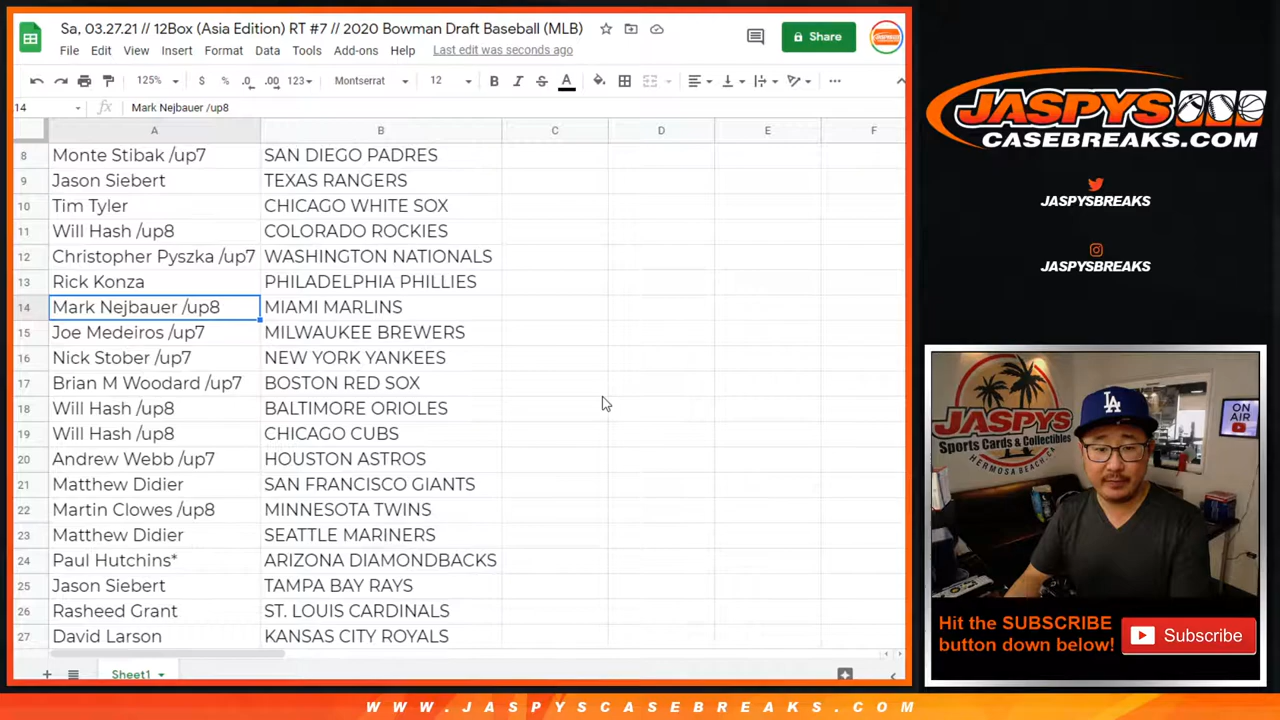 Sa, 03.27.21 // 12Box (Asia Edition) RT #7 // 2020 Bowman Draft Baseball (MLB)
Share
File Edit View Insert Format Data Tools Add-ons Help Last edit was seconds ago
125% $ % .0 .00 123 Montserrat 12 B I S A
14 fx Mark Nejbauer /up8
A B C D E F
8 Monte Stibak /up7 SAN DIEGO PADRES
9 Jason Siebert TEXAS RANGERS
10 Tim Tyler CHICAGO WHITE SOX
11 Will Hash /up8 COLORADO ROCKIES
12 Christopher Pyszka /up7 WASHINGTON NATIONALS
13 Rick Konza PHILADELPHIA PHILLIES
14 Mark Nejbauer /up8 MIAMI MARLINS
15 Joe Medeiros /up7 MILWAUKEE BREWERS
16 Nick Stober /up7 NEW YORK YANKEES
17 Brian M Woodard /up7 BOSTON RED SOX
18 Will Hash /up8 BALTIMORE ORIOLES
19 Will Hash /up8 CHICAGO CUBS
20 Andrew Webb /up7 HOUSTON ASTROS
21 Matthew Didier SAN FRANCISCO GIANTS
22 Martin Clowes /up8 MINNESOTA TWINS
23 Matthew Didier SEATTLE MARINERS
24 Paul Hutchins* ARIZONA DIAMONDBACKS
25 Jason Siebert TAMPA BAY RAYS
26 Rasheed Grant ST. LOUIS CARDINALS
27 David Larson KANSAS CITY ROYALS
Sheet1
JASPYS
CASEBREAKS.COM
JASPYSBREAKS
JASPYSBREAKS
JASPYS
Sports Cards & Collectibles
HERMOSA BEACH, CA
LA
ON
AIR
Hit the SUBSCRIBE
button down below!
Subscribe
WWW.JASPYSCASEBREAKS.COM